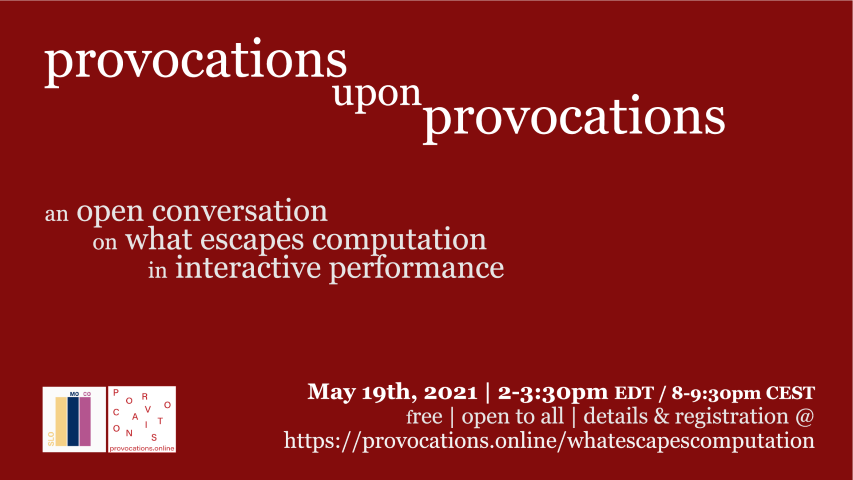 provocations
upon
provocations
an open conversation
on what escapes computation
in interactive performance
May 19th, 2021 | 2-3:30pm EDT / 8-9:30pm CEST
free | open to all | details & registration @
https://provocations.online/whatescapescomputation
SLO MO CO
PROVOCATIONS
provocations.online